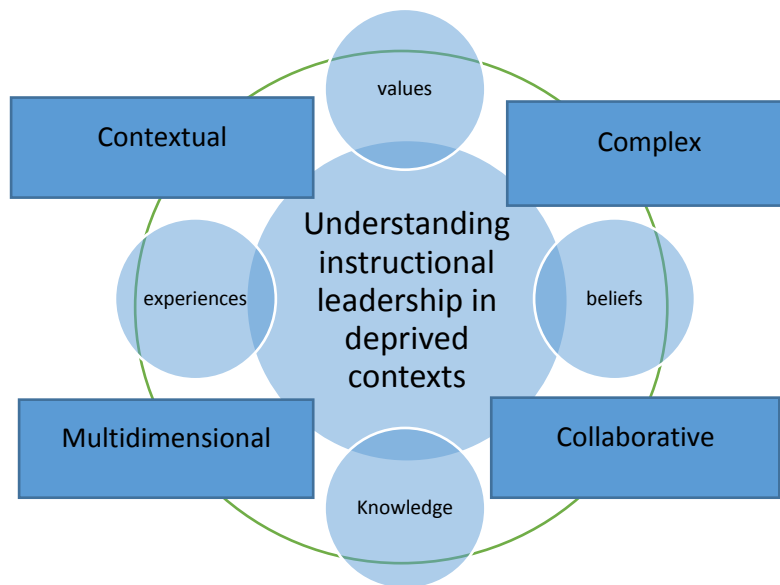 values
Contextual
Complex
Understanding
instructional
leadership in
deprived
contexts
experiences
beliefs
Multidimensional
Collaborative
Knowledge